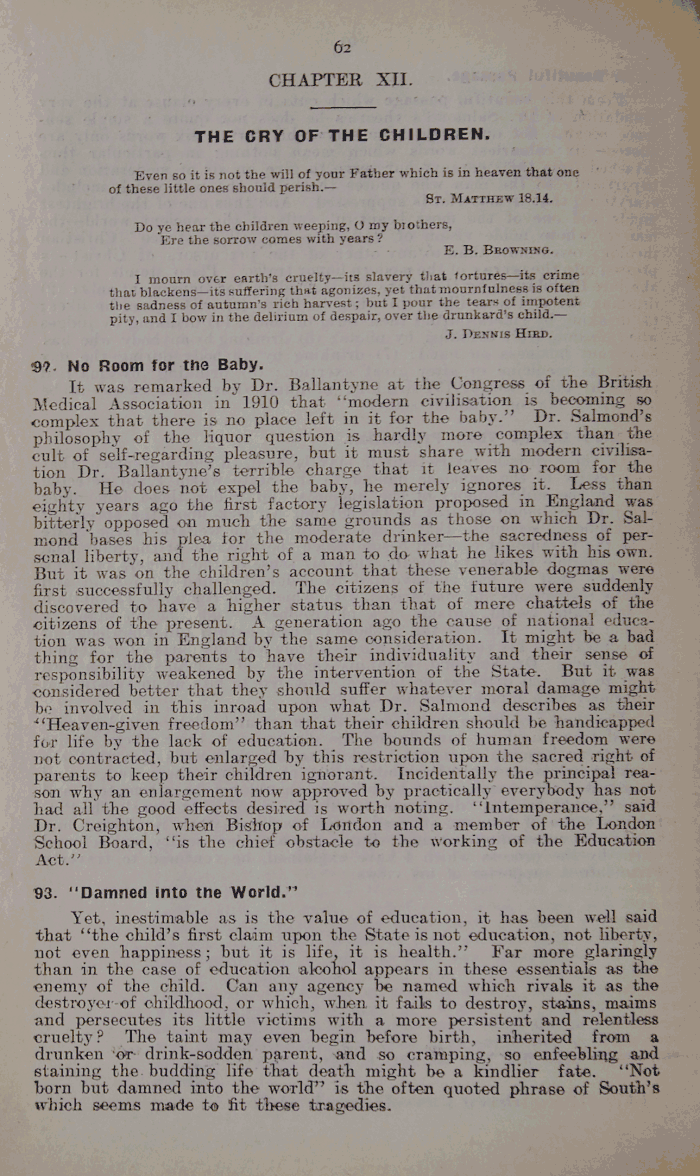 62
CHAPTER XII.
THE CRY OF THE CHILDREN.
Even so it is not the will of your Father which is in heaven that one
of these little ones should perish.—
ST. MATTHEW 18.14.
Do ye hear the children weeping, O my brothers,
Ere the sorrow comes with years?
E. B. BROWNING.
I mourn over earth's cruelty—its slavery that tortures—its crime
that blackens—its suffering that agonizes, yet that mournfulness is often
the sadness of autumn's rich harvest; but I pour the tears of impotent
pity, and I bow in the delirium of despair, over the drunkard's child.—
J. DENNIS HIRD.
92. No Room for the Baby.
It was remarked by Dr. Ballantyne at the Congress of the British
Medical Association in 1910 that "modern civilisation is becoming so
complex that there is no place left in it for the baby." Dr. Salmond's
philosophy of the liquor question is hardly more complex than the
cult of self-regarding pleasure, but it must share with modern civilisa-
tion Dr. Ballantyne's terrible charge that it leaves no room for the
baby. He does not expel the baby, he merely ignores it. Less than
eighty years ago the first factory legislation proposed in England was
bitterly opposed on much the same grounds as those on which Dr. Sal-
mond bases his plea for the moderate drinker—the sacredness of per-
sonal liberty, and the right of a man to do what he likes with his own.
But it was on the children's account that these venerable dogmas were
first successfully challenged. The citizens of the future were suddenly
discovered to have a higher status than that of mere chattels of the
citizens of the present. A generation ago the cause of national educa-
tion was won in England by the same consideration. It might be a bad
thing for the parents to have their individuality and their sense of
responsibility weakened by the intervention of the State. But it was
considered better that they should suffer whatever moral damage might
be involved in this inroad upon what Dr. Salmond describes as their
"Heaven-given freedom" than that their children should be handicapped
for life by the lack of education. The bounds of human freedom were
not contracted, but enlarged by this restriction upon the sacred right of
parents to keep their children ignorant. Incidentally the principal rea-
son why an enlargement now approved by practically everybody has not
had all the good effects desired is worth noting. "Intemperance," said
Dr. Creighton, when Bishop of London and a member of the London
School Board, "is the chief obstacle to the working of the Education
Act."
93. "Damned into the World."
Yet, inestimable as is the value of education, it has been well said
that "the child's first claim upon the State is not education, not liberty,
not even happiness; but it is life, it is health." Far more glaringly
than in the case of education alcohol appears in these essentials as the
enemy of the child. Can any agency be named which rivals it as the
destroyer of childhood, or which, when it fails to destroy, stains, maims
and persecutes its little victims with a more persistent and relentless
cruelty? The taint may even begin before birth, inherited from a
drunken or drink-sodden parent, and so cramping, so enfeebling and
staining the budding life that death might be a kindlier fate. "Not
born but damned into the world" is the often quoted phrase of South's
which seems made to fit these tragedies.